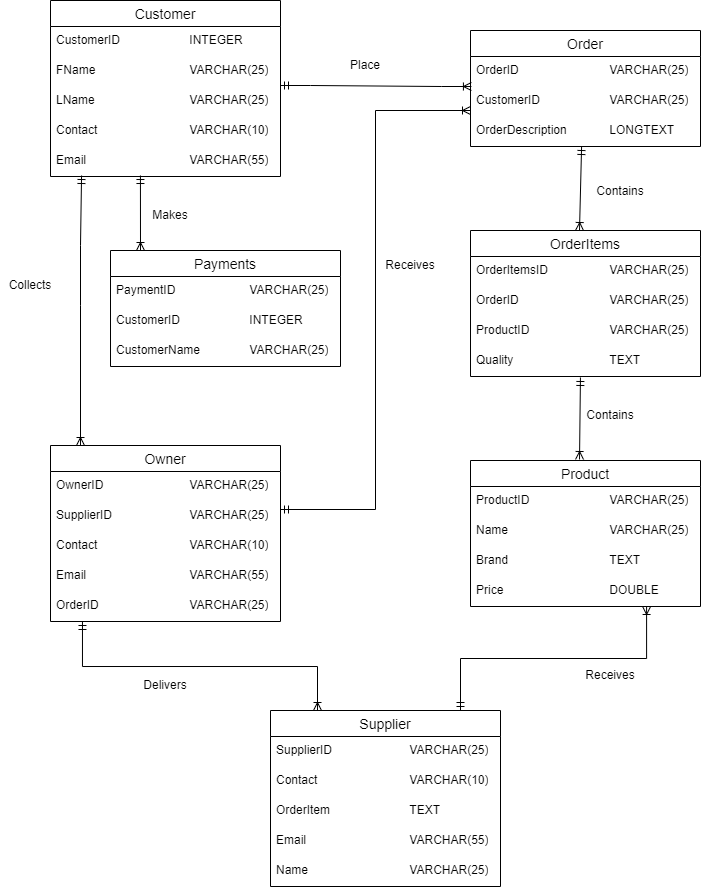 Customer
CustomerID INTEGER
FName VARCHAR(25)
LName VARCHAR(25)
Contact VARCHAR(10)
Email VARCHAR(55)
Place
Order
OrderID VARCHAR(25)
CustomerID VARCHAR(25)
OrderDescription LONGTEXT
Makes
Contains
Collects
Receives
Payments
PaymentID VARCHAR(25)
CustomerID INTEGER
CustomerName VARCHAR(25)
OrderItems
OrderItemsID VARCHAR(25)
OrderID VARCHAR(25)
ProductID VARCHAR(25)
Quality TEXT
Contains
Owner
OwnerID VARCHAR(25)
SupplierID VARCHAR(25)
Contact VARCHAR(10)
Email VARCHAR(55)
OrderID VARCHAR(25)
Product
ProductID VARCHAR(25)
Name VARCHAR(25)
Brand TEXT
Price DOUBLE
Delivers
Receives
Supplier
SupplierID VARCHAR(25)
Contact VARCHAR(10)
OrderItem TEXT
Email VARCHAR(55)
Name VARCHAR(25)